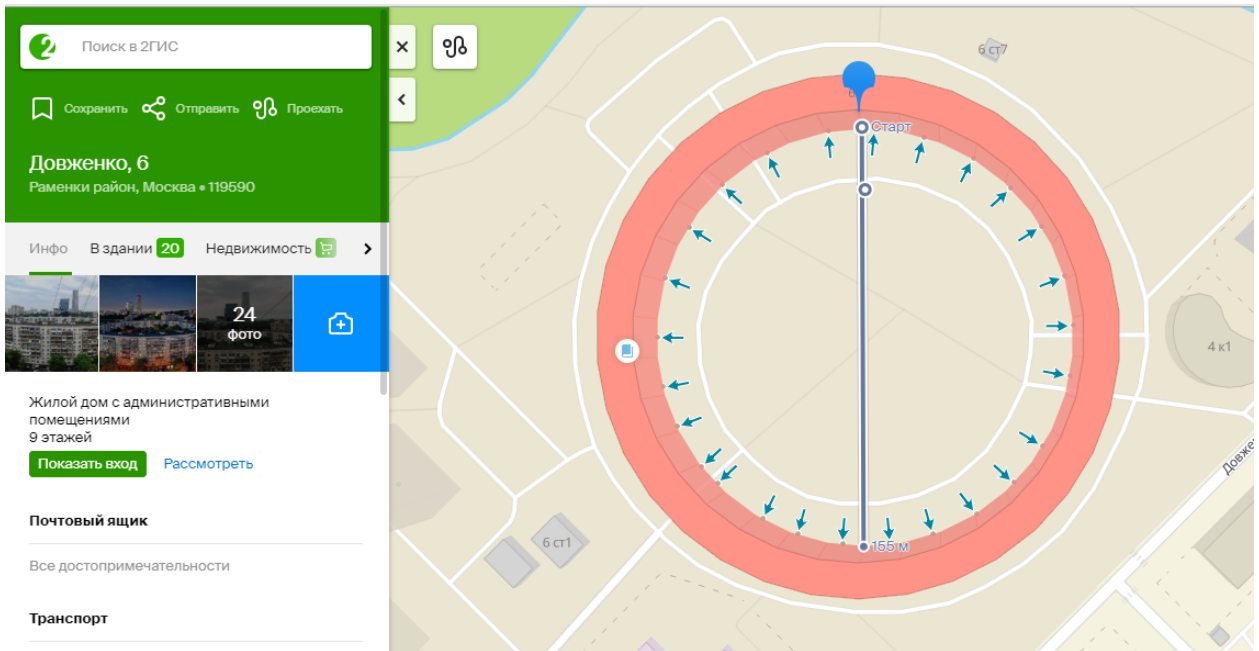 Поиск в 2ГИС
Сохранить Отправить Проехать
Довженко, 6
Раменки район, Москва • 119590
Инфо В здании 20 Недвижимость
24
фото
Жилой дом с административными
помещениями
9 этажей
Показать вход Рассмотреть
Почтовый ящик
Все достопримечательности
Транспорт
6 ст7
Старт
4 к1
155 м
6 ст1